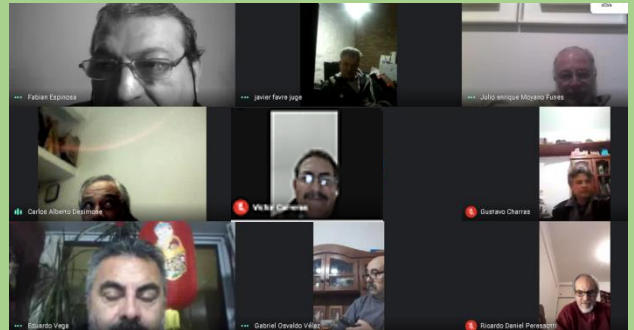 Fabian Espinosa
javier favre juge
Julio enrique Moyano Funes
Carlos Alberto Desimone
Victor Carreras
Gustavo Charras
Eduardo Vega
Gabriel Osvaldo Vélez
Ricardo Daniel Peressotti